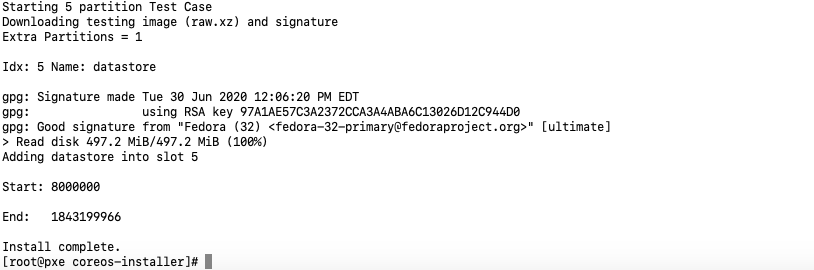 Starting 5 partition Test Case
Downloading testing image (raw.xz) and signature
Extra Partitions = 1
Idx: 5 Name: datastore
gpg: Signature made Tue 30 Jun 2020 12:06:20 PM EDT
gpg:                using RSA key 97A1AE57C3A2372CCA3A4ABA6C13026D12C944D0
gpg: Good signature from "Fedora (32) <fedora-32-primary@fedoraproject.org>" [ultimate]
> Read disk 497.2 MiB/497.2 MiB (100%)
Adding datastore into slot 5
Start: 8000000
End:   1843199966
Install complete.
[root@pxe coreos-installer]#